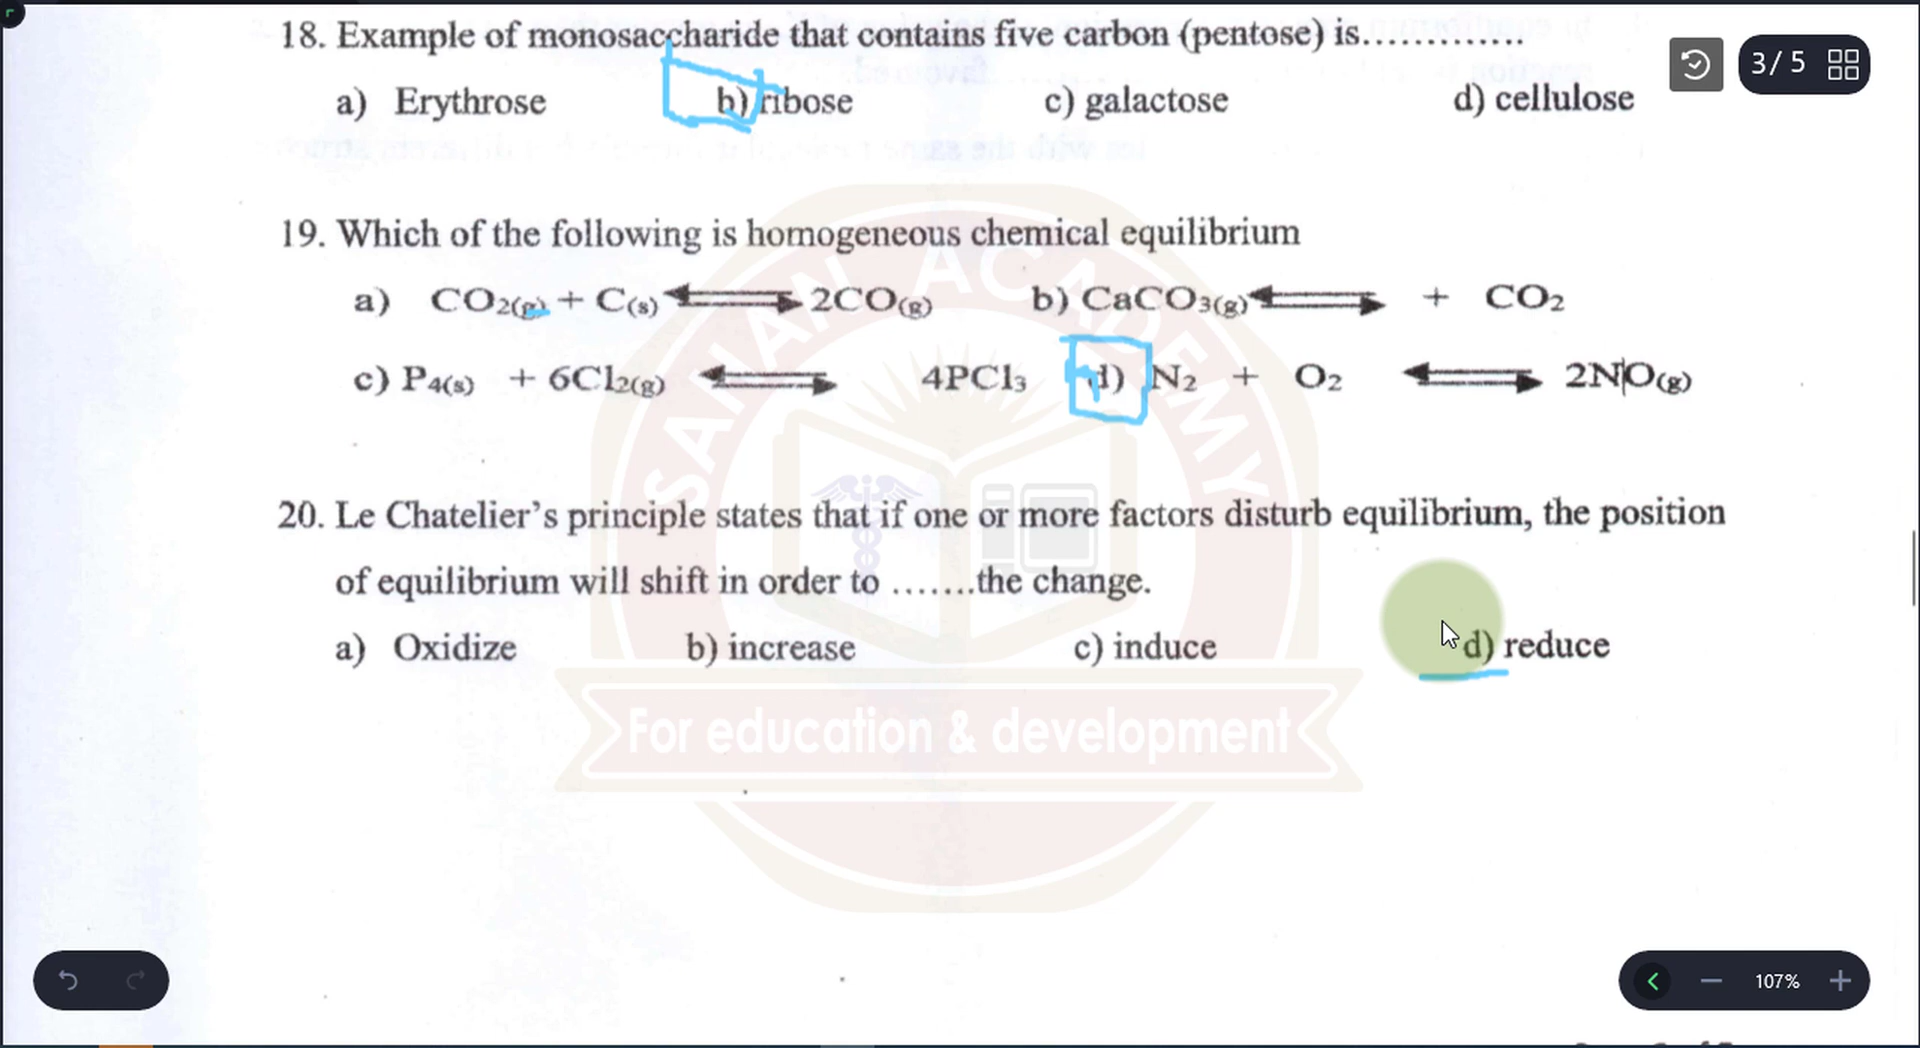 18. Example of monosaccharide that contains five carbon (pentose) is.............
a) Erythrose b) ribose c) galactose d) cellulose
3/5
19. Which of the following is homogeneous chemical equilibrium
a) CO2(g) + C(s) 2CO(g) b) CaCO3(g) + CO2
c) P4(s) + 6Cl2(g) 4PCl3 d) N2 + O2 2NO(g)
SANAN ACADEMY
20. Le Chatelier's principle states that if one or more factors disturb equilibrium, the position
of equilibrium will shift in order to .......the change.
a) Oxidize b) increase c) induce d) reduce
For education & development
107%